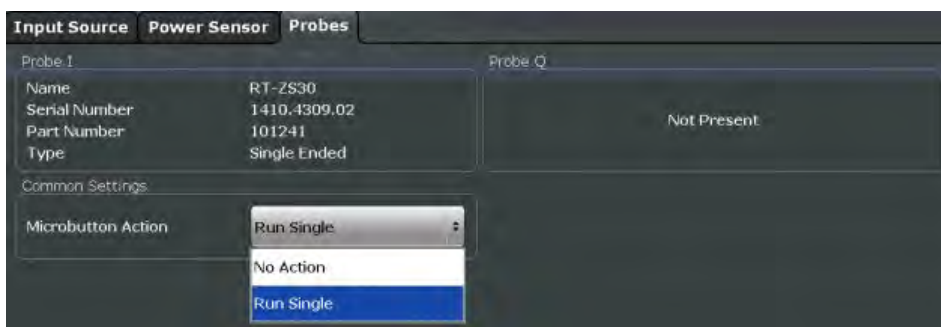 Input Source Power Sensor Probes
Probe I
Name RT-ZS30
Serial Number 1410.4309.02
Part Number 101241
Type Single Ended
Probe Q
Not Present
Common Settings
Microbutton Action Run Single
No Action
Run Single